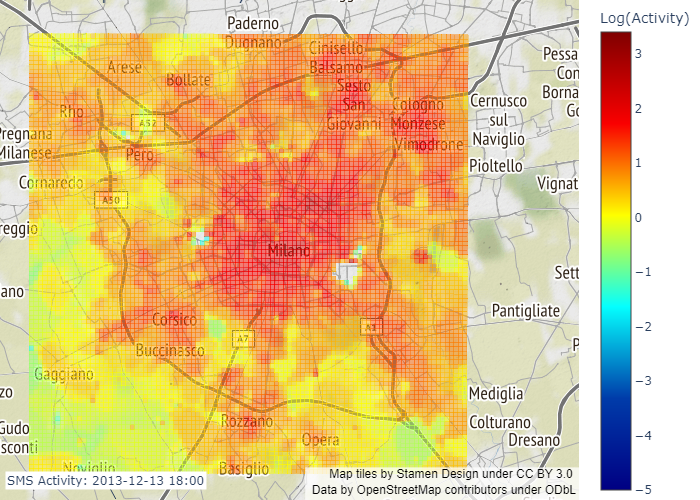 Paderno
Dugnano
Cinisello
Balsamo
Arese
Bollate
Sesto
San
Giovanni
Rho
A52
Cologno
Monzese
Vimodrone
Pero
Pregnana
Milanese
Cornaredo
A50
Cernusco
sul
Naviglio
Pioltello
Pessa
Con
Borna
Go
Vignat
reggio
Milano
ano
Sett
Pantigliate
Corsico
Buccinasco
A7
A1
P
Gaggiano
zo
Gudo
sconti
Rozzano
Opera
Mediglia
Colturano
Dresano
Noviglio
Basiglio
SMS Activity: 2013-12-13 18:00
Map tiles by Stamen Design under CC BY 3.0
Data by OpenStreetMap contributors under ODbL
Log(Activity)
3
2
1
0
−1
−2
−3
−4
−5